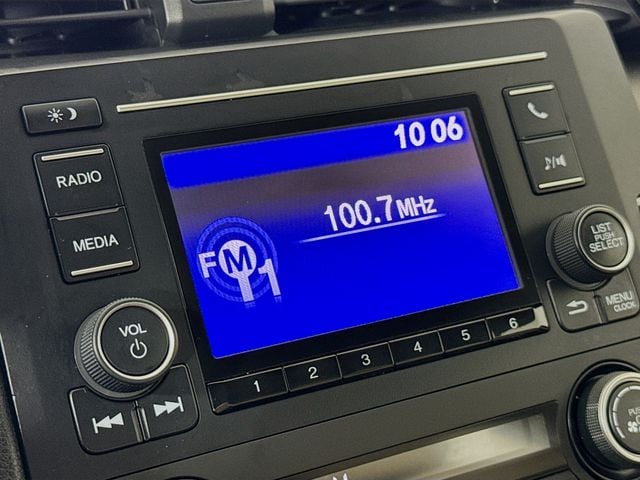 10 06
RADIO
100.7MHz
MEDIA
FM1
LIST
PUSH
SELECT
VOL
MENU
CLOCK
1 2 3 4 5 6
PUSH